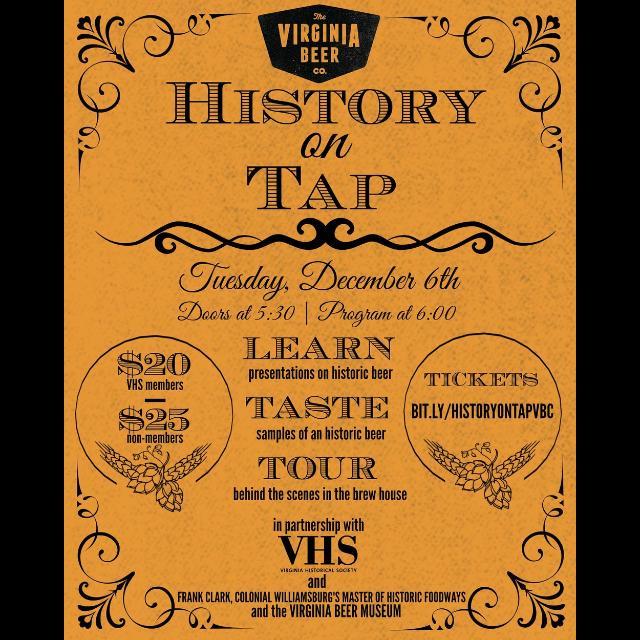 The
VIRGINIA
BEER
CO.
HISTORY
on
TAP
Tuesday, December 6th
Doors at 5:30 | Program at 6:00
$20
VHS members
$25
non-members
LEARN
presentations on historic beer
TASTE
samples of an historic beer
TOUR
behind the scenes in the brew house
TICKETS
BIT.LY/HISTORYONTAPVBC
in partnership with
VHS
VIRGINIA HISTORICAL SOCIETY
and
FRANK CLARK, COLONIAL WILLIAMSBURG'S MASTER OF HISTORIC FOODWAYS
and the VIRGINIA BEER MUSEUM